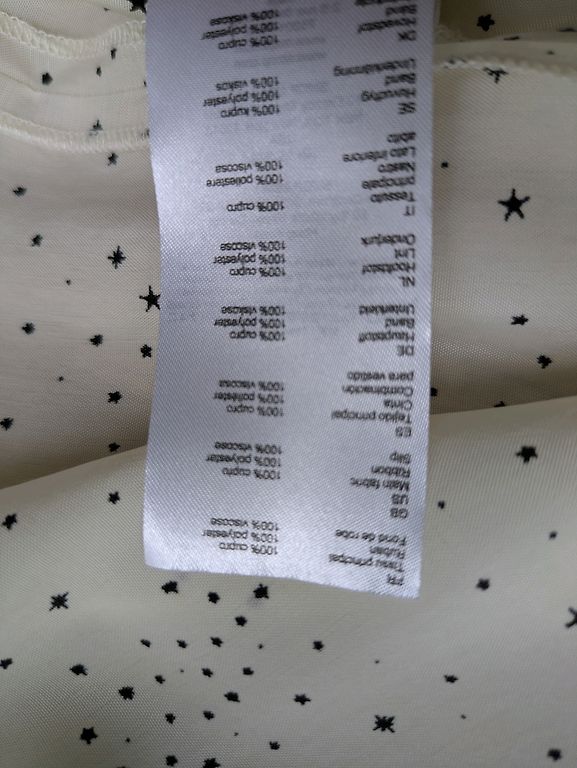 FR
Tissu principal 100% cupro
Ruban 100% polyester
Fond de robe 100% viscose
GB
US
Main fabric 100% cupro
Ribbon 100% polyester
Slip 100% viscose
ES
Tejido principal 100% cupro
Cinta 100% poliéster
Combinación 100% viscosa
para vestido
DE
Hauptstoff 100% cupro
Band 100% polyester
Unterkleid 100% viskose
NL
Hoofdstof 100% cupro
Lint 100% polyester
Onderjurk 100% viscose
IT
Tessuto 100% cupro
principale
Nastro 100% poliestere
Lato inferiore 100% viscosa
abito
SE
Huvudtyg 100% kupro
Band 100% polyester
Underklänning 100% viskos
DK
Hovedstof 100% cupro
Band 100% polyester